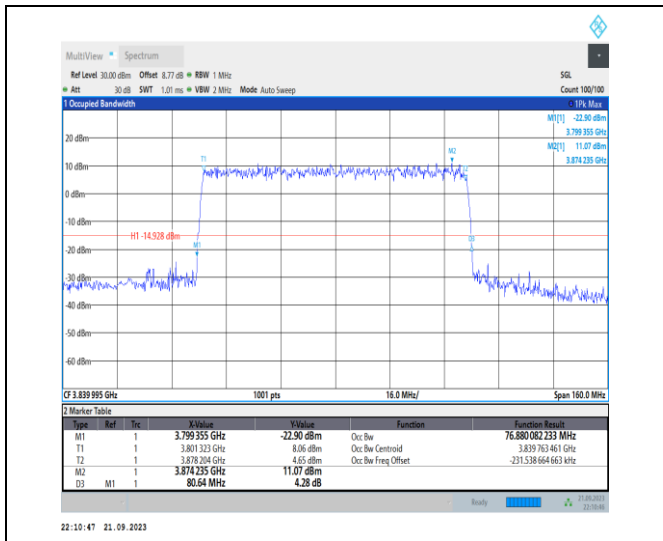 MultiView Spectrum
Ref Level 30.00 dBm Offset 8.77 dB RBW 1 MHz SGL
Att 30 dB SWT 1.01 ms VBW 2 MHz Mode Auto Sweep Count 100/100
1 Occupied Bandwidth 1Pk Max
M1[1] -22.90 dBm
3.799 355 GHz
M2[1] 11.07 dBm
3.874 235 GHz
20 dBm
M2
T1
10 dBm
0 dBm
-10 dBm
H1 -14.928 dBm
M1
D3
-20 dBm
-30 dBm
-40 dBm
-50 dBm
-60 dBm
CF 3.839 995 GHz 1001 pts 16.0 MHz/ Span 160.0 MHz
2 Marker Table
Type Ref Trc X-Value Y-Value Function Function Result
M1 1 3.799 355 GHz -22.90 dBm Occ Bw 76.880 082 233 MHz
T1 1 3.801 323 GHz 8.06 dBm Occ Bw Centroid 3.839 763 461 GHz
T2 1 3.878 204 GHz 4.65 dBm Occ Bw Freq Offset -231.538 664 663 kHz
M2 1 3.874 235 GHz 11.07 dBm
D3 M1 1 80.64 MHz 4.28 dB
Ready 21.09.2023
22:10:46
22:10:47 21.09.2023